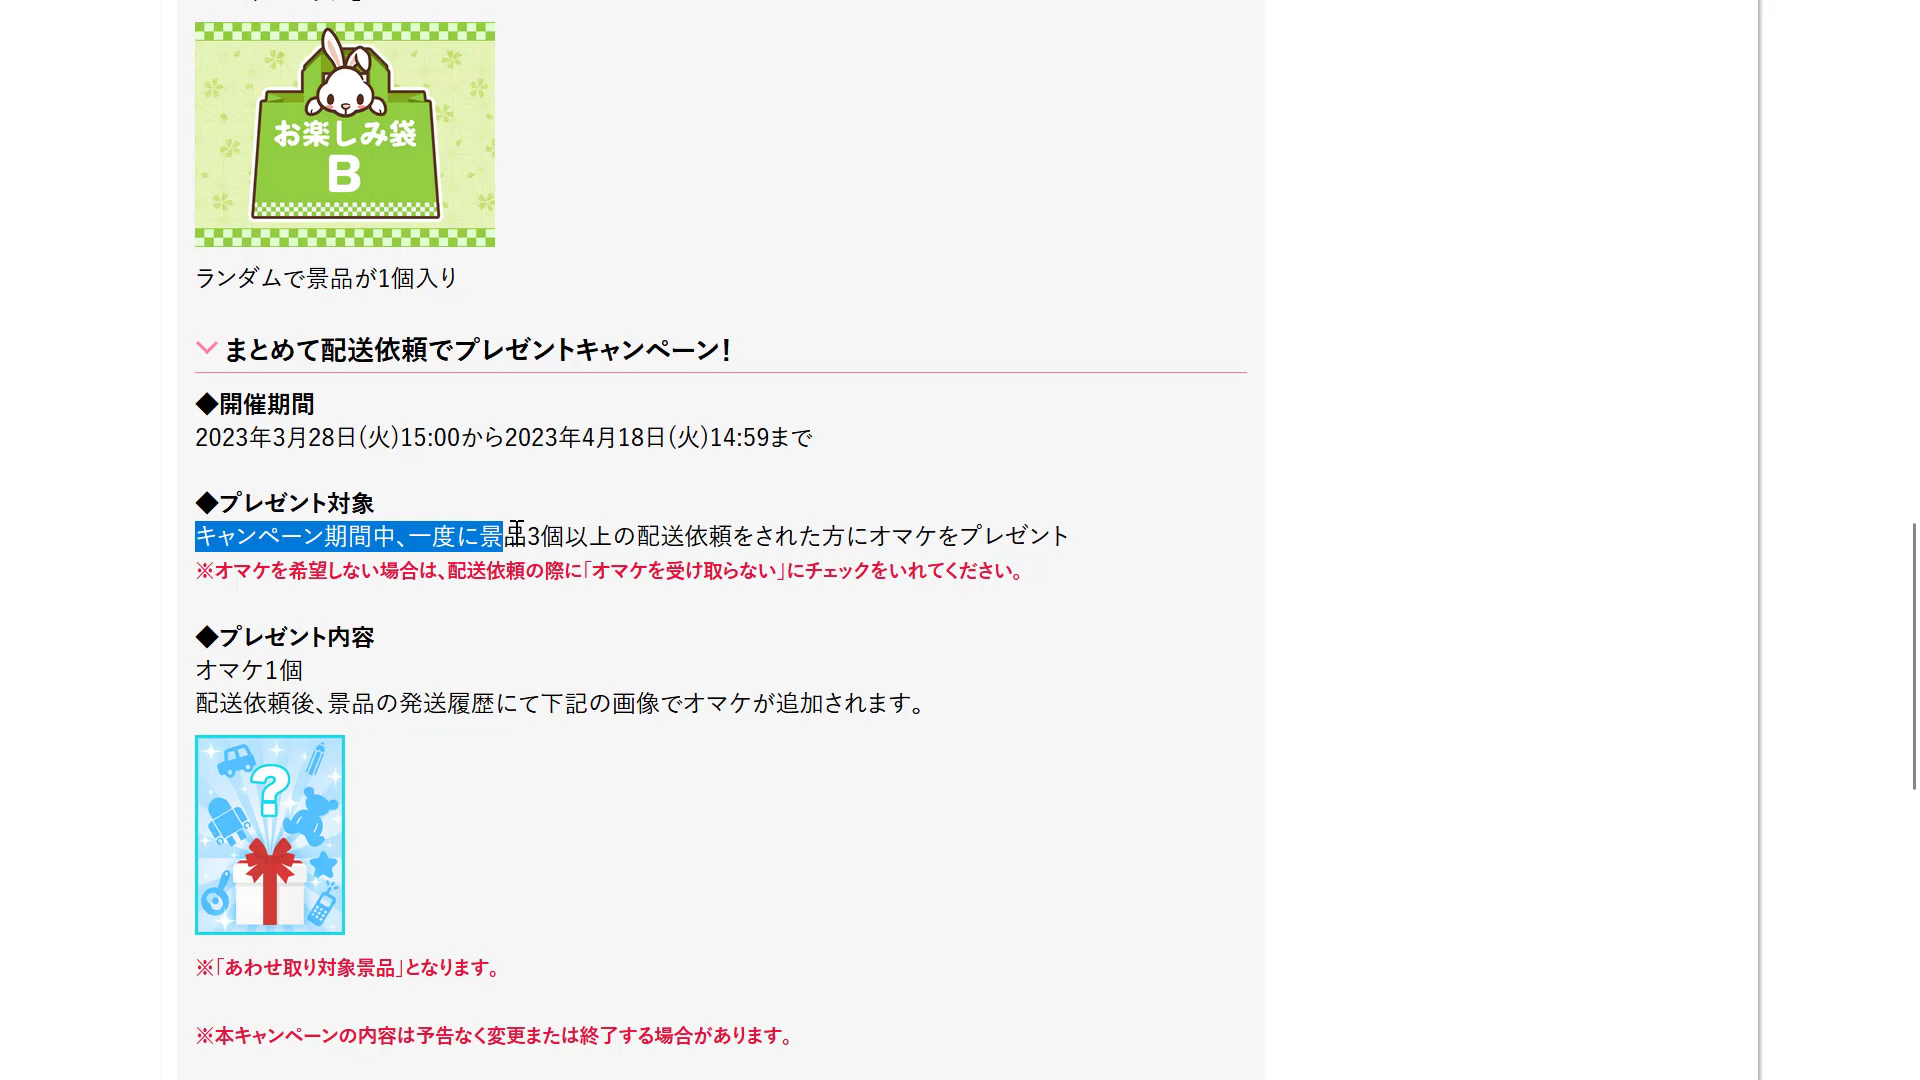 お楽しみ袋
B
ランダムで景品が1個入り
まとめて配送依頼でプレゼントキャンペーン!
◆開催期間
2023年3月28日(火)15:00から2023年4月18日(火)14:59まで
◆プレゼント対象
キャンペーン期間中、一度に景品3個以上の配送依頼をされた方にオマケをプレゼント
※オマケを希望しない場合は、配送依頼の際に「オマケを受け取らない」にチェックをいれてください。
◆プレゼント内容
オマケ1個
配送依頼後、景品の発送履歴にて下記の画像でオマケが追加されます。
?
※「あわせ取り対象景品」となります。
※本キャンペーンの内容は予告なく変更または終了する場合があります。